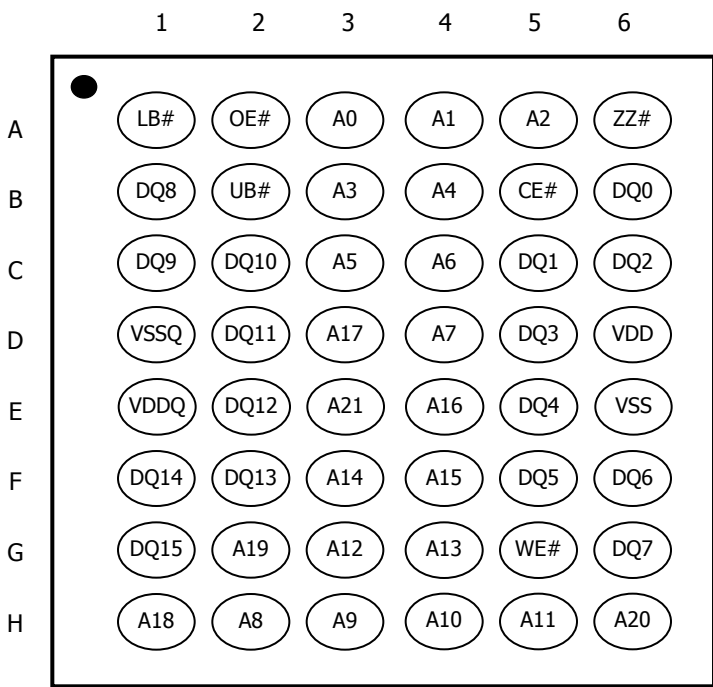 1 2 3 4 5 6
A LB# OE# A0 A1 A2 ZZ#
B DQ8 UB# A3 A4 CE# DQ0
C DQ9 DQ10 A5 A6 DQ1 DQ2
D VSSQ DQ11 A17 A7 DQ3 VDD
E VDDQ DQ12 A21 A16 DQ4 VSS
F DQ14 DQ13 A14 A15 DQ5 DQ6
G DQ15 A19 A12 A13 WE# DQ7
H A18 A8 A9 A10 A11 A20